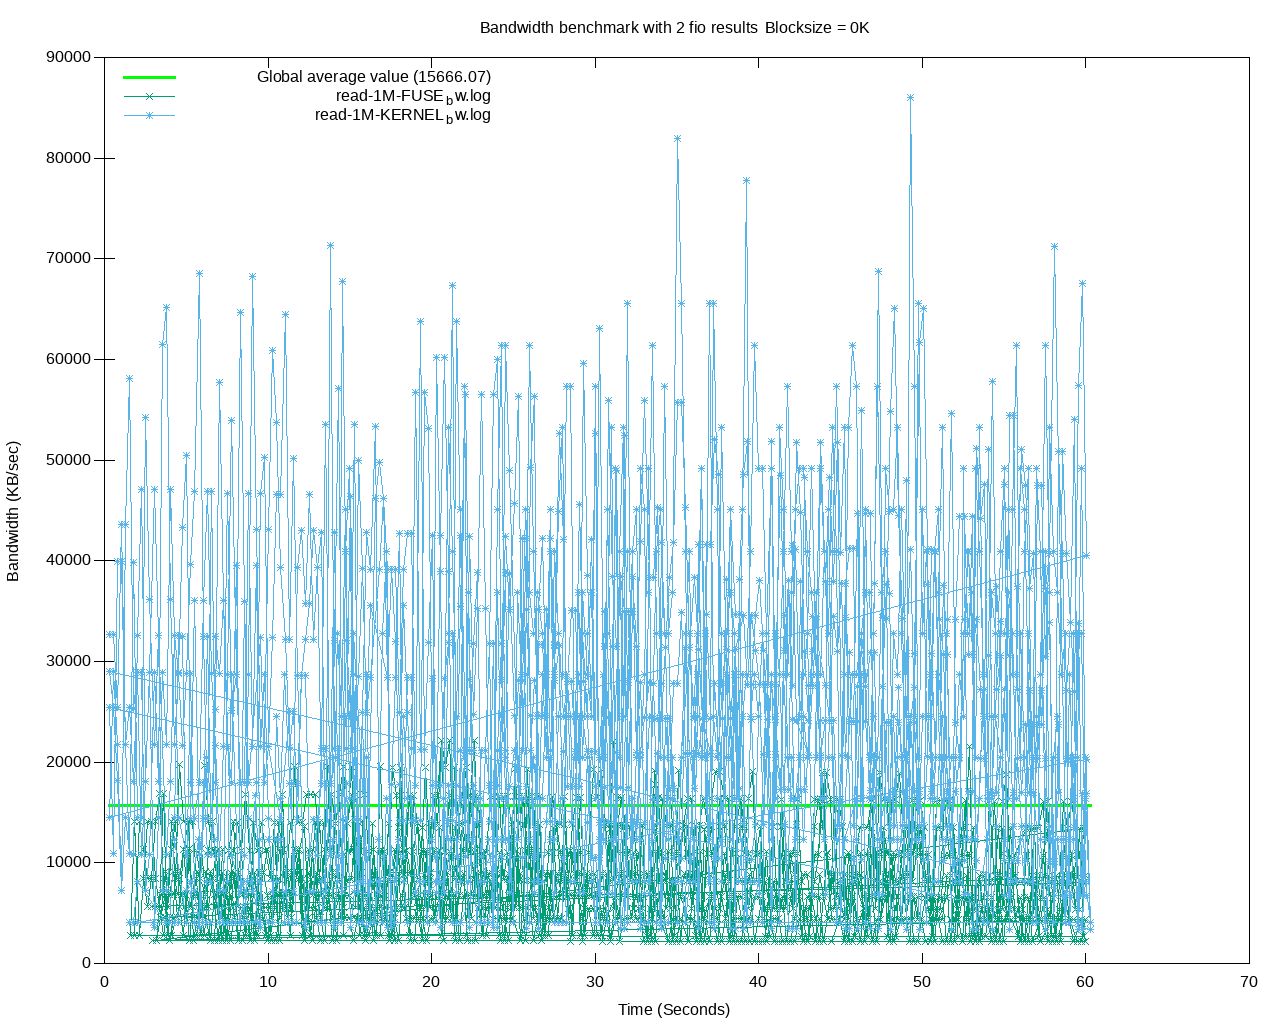 Bandwidth benchmark with 2 fio results Blocksize = 0K
90000
80000
70000
60000
50000
40000
30000
20000
10000
0
Global average value (15666.07)
read-1M-FUSE_bw.log
read-1M-KERNEL_bw.log
Bandwidth (KB/sec)
0 10 20 30 40 50 60 70
Time (Seconds)